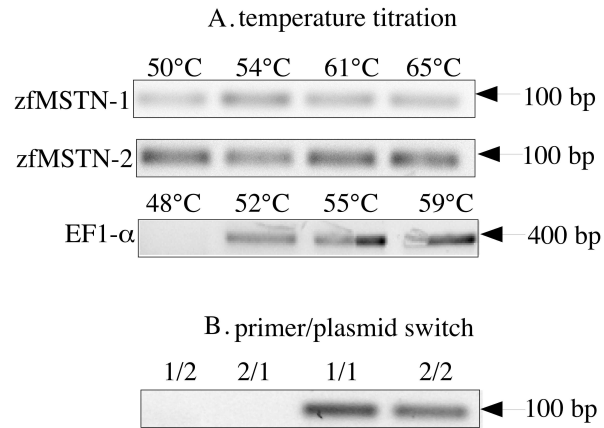 A. temperature titration
50°C 54°C 61°C 65°C
zfMSTN-1 100 bp
zfMSTN-2 100 bp
48°C 52°C 55°C 59°C
EF1-α 400 bp
B. primer/plasmid switch
1/2 2/1 1/1 2/2
100 bp